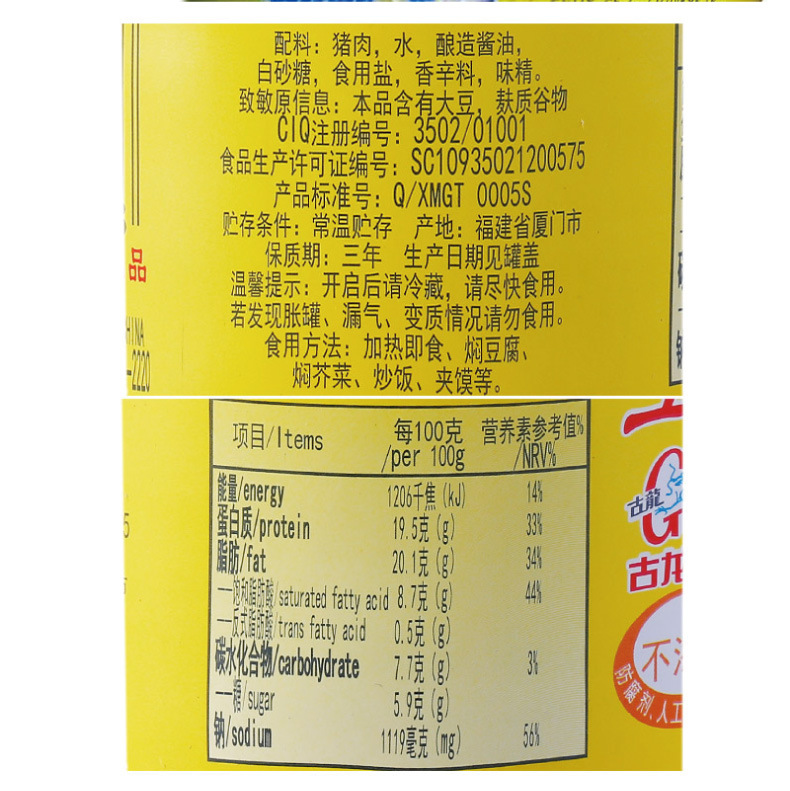 配料：猪肉，水，酿造酱油，
白砂糖，食用盐，香辛料，味精。
致敏原信息：本品含有大豆，麸质谷物
CIQ注册编号：3502/01001
食品生产许可证编号：SC10935021200575
产品标准号：Q/XMGT 0005S
贮存条件：常温贮存 产地：福建省厦门市
保质期：三年 生产日期见罐盖
温馨提示：开启后请冷藏，请尽快食用。
若发现胀罐、漏气、变质情况请勿食用。
食用方法：加热即食、焖豆腐、
焖芥菜、炒饭、夹馍等。
品
HINA
-2220
项目/Items 每100克/per 100g 营养素参考值%/NRV%
能量/energy 1206千焦(kJ) 14%
蛋白质/protein 19.5克(g) 33%
脂肪/fat 20.1克(g) 34%
—饱和脂肪酸/saturated fatty acid 8.7克(g) 44%
—反式脂肪酸/trans fatty acid 0.5克(g)
碳水化合物/carbohydrate 7.7克(g) 3%
—糖/sugar 5.9克(g)
钠/sodium 1119毫克(mg) 56%
古龍
G
古龙
不
防腐剂、人工